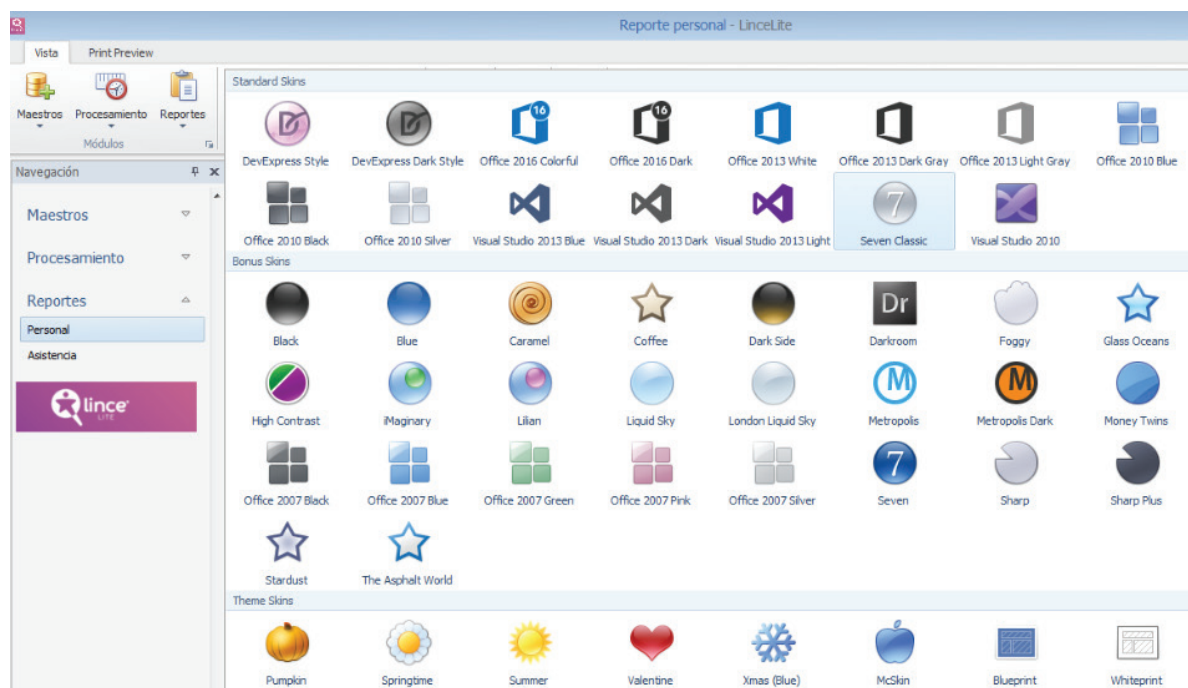 Reporte personal - LinceLite
Vista Print Preview
Maestros Procesamiento Reportes
Módulos
Navegación
Maestros
Procesamiento
Reportes
Personal
Asistencia
lince
LITE
Standard Skins
DevExpress Style DevExpress Dark Style Office 2016 Colorful Office 2016 Dark Office 2013 White Office 2013 Dark Gray Office 2013 Light Gray Office 2010 Blue
Office 2010 Black Office 2010 Silver Visual Studio 2013 Blue Visual Studio 2013 Dark Visual Studio 2013 Light Seven Classic Visual Studio 2010
Bonus Skins
Black Blue Caramel Coffee Dark Side Darkroom Foggy Glass Oceans
High Contrast iMaginary Lilian Liquid Sky London Liquid Sky Metropolis Metropolis Dark Money Twins
Office 2007 Black Office 2007 Blue Office 2007 Green Office 2007 Pink Office 2007 Silver Seven Sharp Sharp Plus
Stardust The Asphalt World
Theme Skins
Pumpkin Springtime Summer Valentine Xmas (Blue) McSkin Blueprint Whiteprint